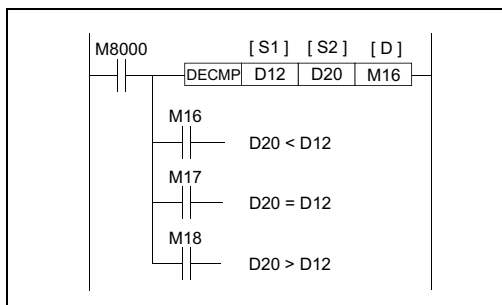 M8000 [ S1 ] [ S2 ] [ D ]
DECMP D12 D20 M16
M16
D20 < D12
M17
D20 = D12
M18
D20 > D12